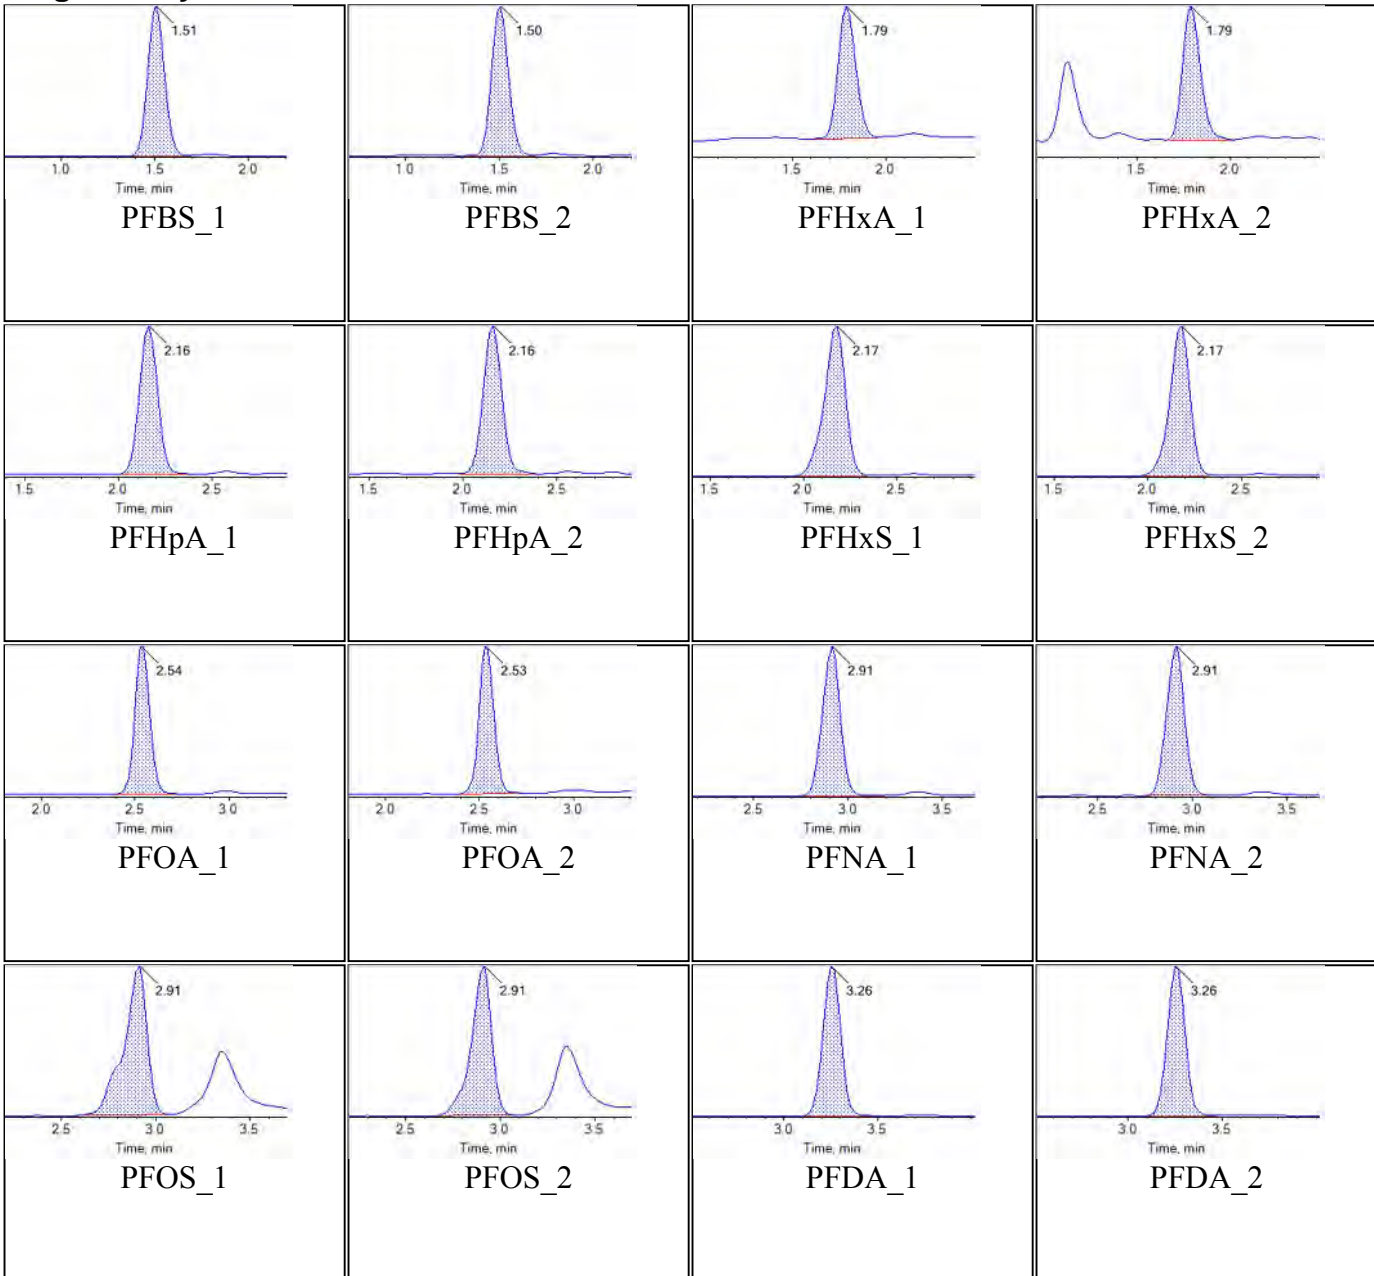 1.51 1.50 1.79 1.79
1.0 1.5 2.0 1.0 1.5 2.0 1.5 2.0 1.5 2.0
Time, min Time, min Time, min Time, min
PFBS_1 PFBS_2 PFHxA_1 PFHxA_2
2.16 2.16 2.17 2.17
1.5 2.0 2.5 1.5 2.0 2.5 1.5 2.0 2.5 1.5 2.0 2.5
Time, min Time, min Time, min Time, min
PFHpA_1 PFHpA_2 PFHxS_1 PFHxS_2
2.54 2.53 2.91 2.91
2.0 2.5 3.0 2.0 2.5 3.0 2.5 3.0 3.5 2.5 3.0 3.5
Time, min Time, min Time, min Time, min
PFOA_1 PFOA_2 PFNA_1 PFNA_2
2.91 2.91 3.26 3.26
2.5 3.0 3.5 2.5 3.0 3.5 3.0 3.5 3.0 3.5
Time, min Time, min Time, min Time, min
PFOS_1 PFOS_2 PFDA_1 PFDA_2